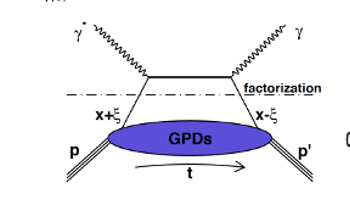 γ* γ
factorization
x+ξ x-ξ
GPDs
p p'
t